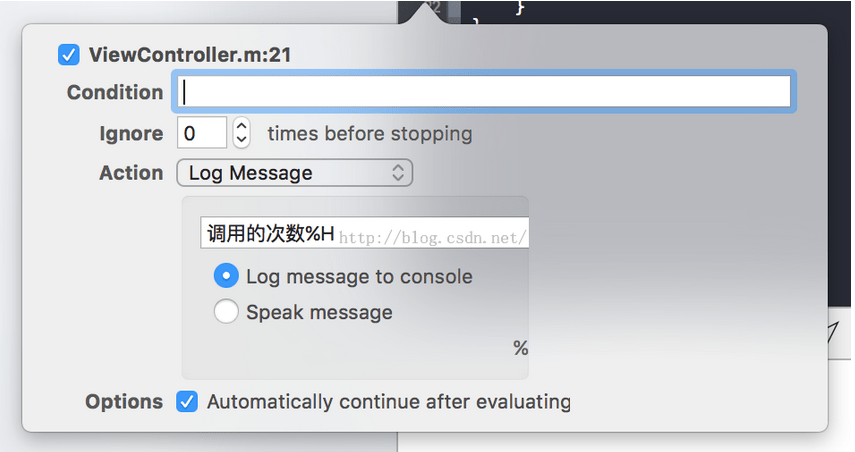 22
}
}
ViewController.m:21
Condition
Ignore 0 times before stopping
Action Log Message
调用的次数%H http://blog.csdn.net/
Log message to console
Speak message
%
Options Automatically continue after evaluating